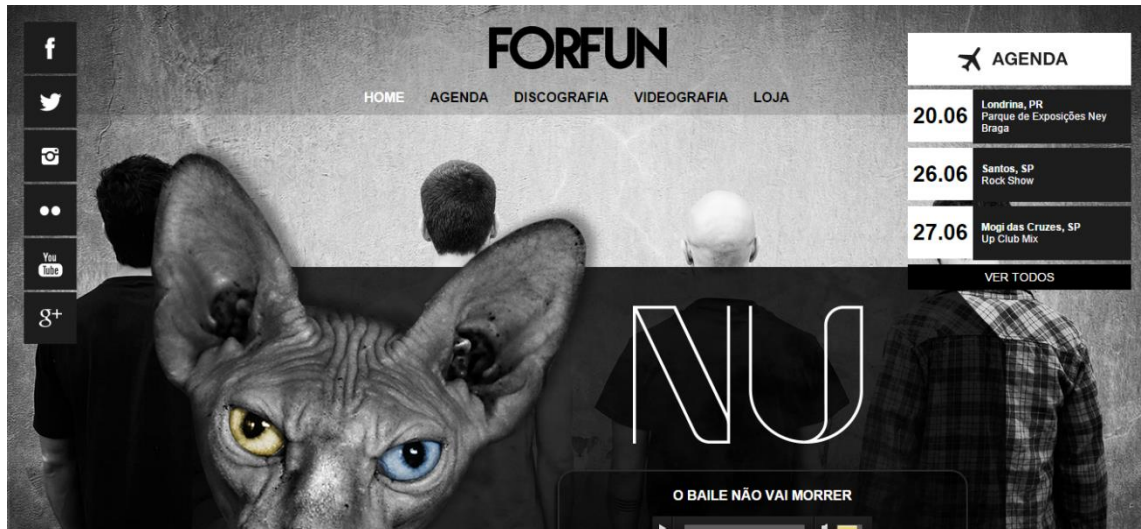 FORFUN
HOME AGENDA DISCOGRAFIA VIDEOGRAFIA LOJA
f
You
Tube
g+
AGENDA
20.06
Londrina, PR
Parque de Exposições Ney
Braga
26.06
Santos, SP
Rock Show
27.06
Mogi das Cruzes, SP
Up Club Mix
VER TODOS
NU
O BAILE NÃO VAI MORRER